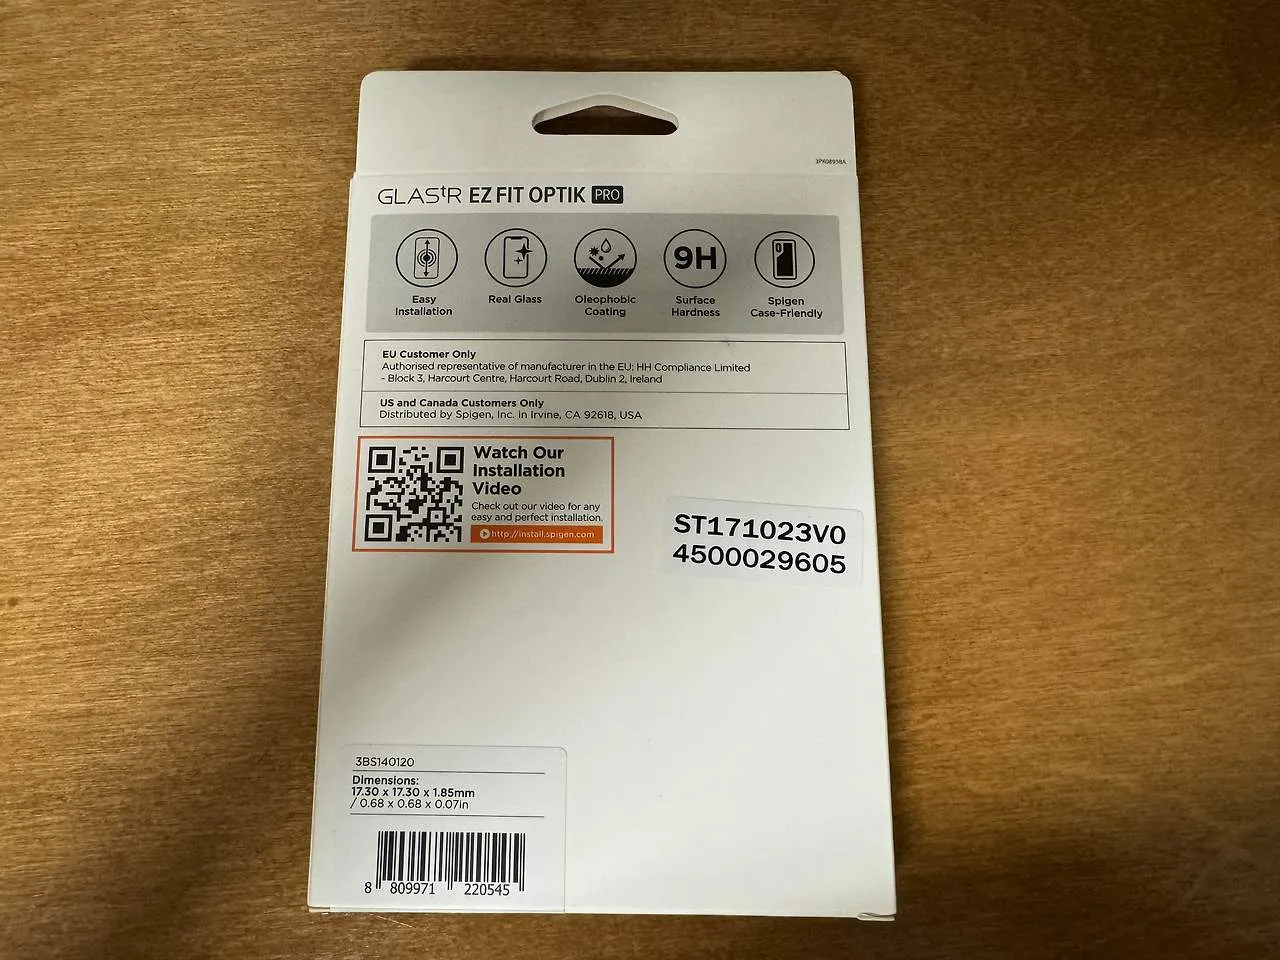 3PK08938A
GLAStR EZ FIT OPTIK PRO
9H
Easy
Installation
Real Glass
Oleophobic
Coating
Surface
Hardness
Spigen
Case-Friendly
EU Customer Only
Authorised representative of manufacturer in the EU: HH Compliance Limited
- Block 3, Harcourt Centre, Harcourt Road, Dublin 2, Ireland
US and Canada Customers Only
Distributed by Spigen, Inc. in Irvine, CA 92618, USA
Watch Our
Installation
Video
Check out our video for any
easy and perfect installation.
http://install.spigen.com
ST171023V0
4500029605
3BS140120
Dimensions:
17.30 x 17.30 x 1.85mm
/ 0.68 x 0.68 x 0.07in
8 809971 220545